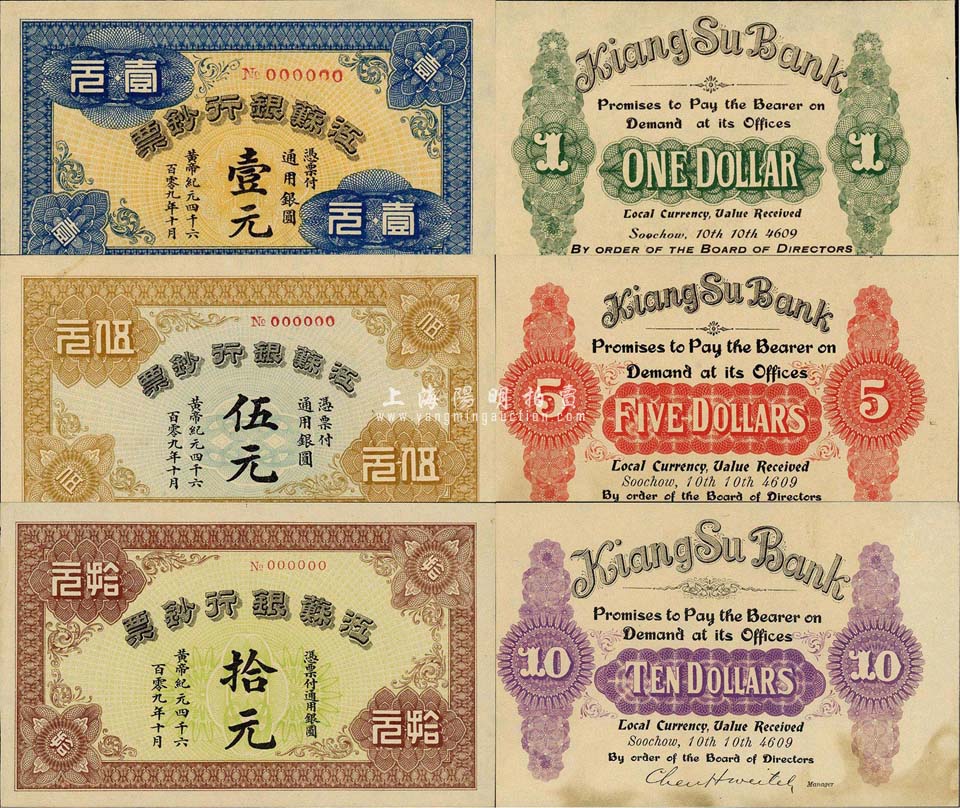 壹元
壹
№ 000000
江蘇銀行鈔票
憑票付
通用銀圓
壹元
黃帝紀元四千六
百零九年十月
壹
壹元
Kiang Su Bank
Promises to Pay the Bearer on
Demand at its Offices
1 ONE DOLLAR 1
Local Currency, Value Received
Soochow, 10th 10th 4609
BY ORDER OF THE BOARD OF DIRECTORS
伍元
伍
№ 000000
江蘇銀行鈔票
憑票付
通用銀圓
伍元
黃帝紀元四千六
百零九年十月
伍
伍元
Kiang Su Bank
Promises to Pay the Bearer on
Demand at its Offices
5 FIVE DOLLARS 5
Local Currency, Value Received
Soochow, 10th 10th 4609
By order of the Board of Directors
上海陽明拍賣
www.yangmingauction.com
拾元
拾
№ 000000
江蘇銀行鈔票
憑票付通用銀圓
拾元
黃帝紀元四千六
百零九年十月
拾
拾元
Kiang Su Bank
Promises to Pay the Bearer on
Demand at its Offices
10 TEN DOLLARS 10
Local Currency, Value Received
Soochow, 10th 10th 4609
By order of the Board of Directors
Manager